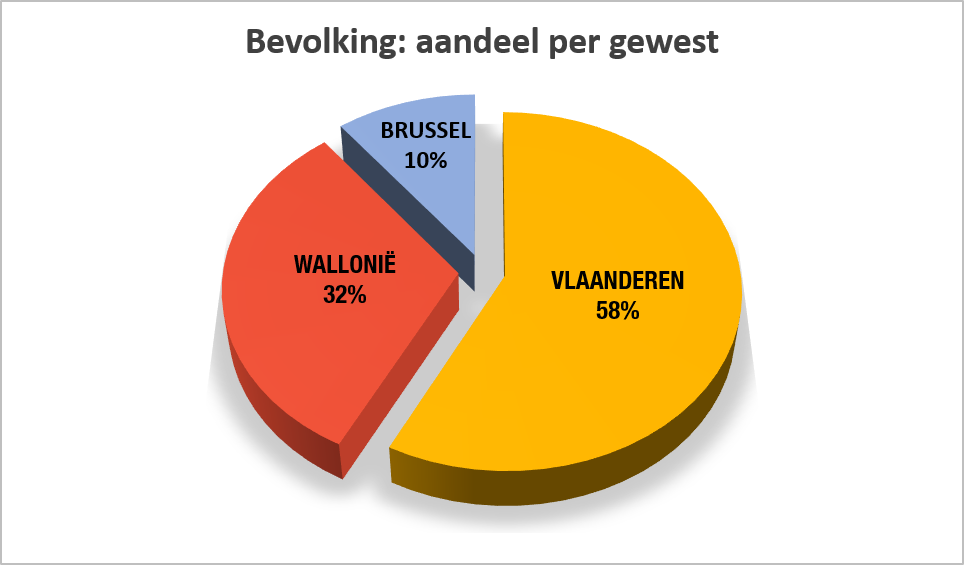 Bevolking: aandeel per gewest
BRUSSEL
10%
WALLONIË
32%
VLAANDEREN
58%